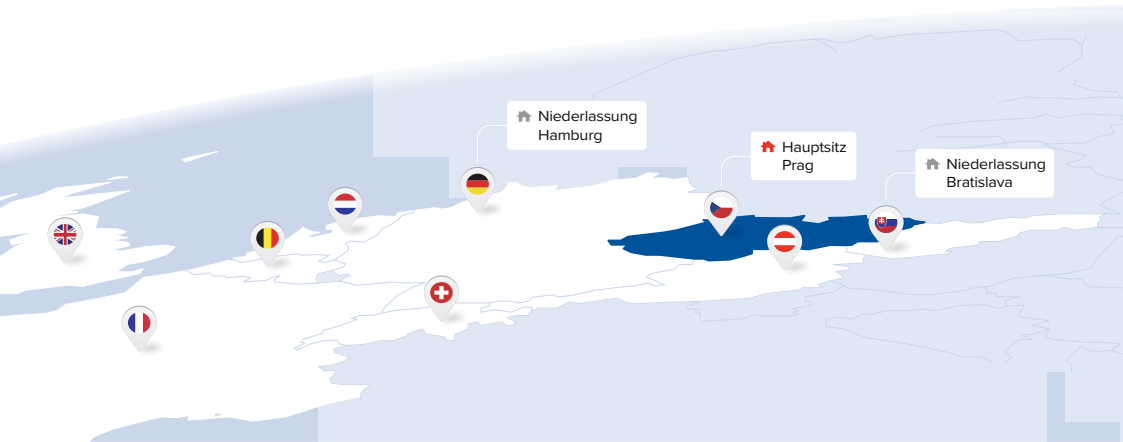 Niederlassung
Hamburg
Hauptsitz
Prag
Niederlassung
Bratislava